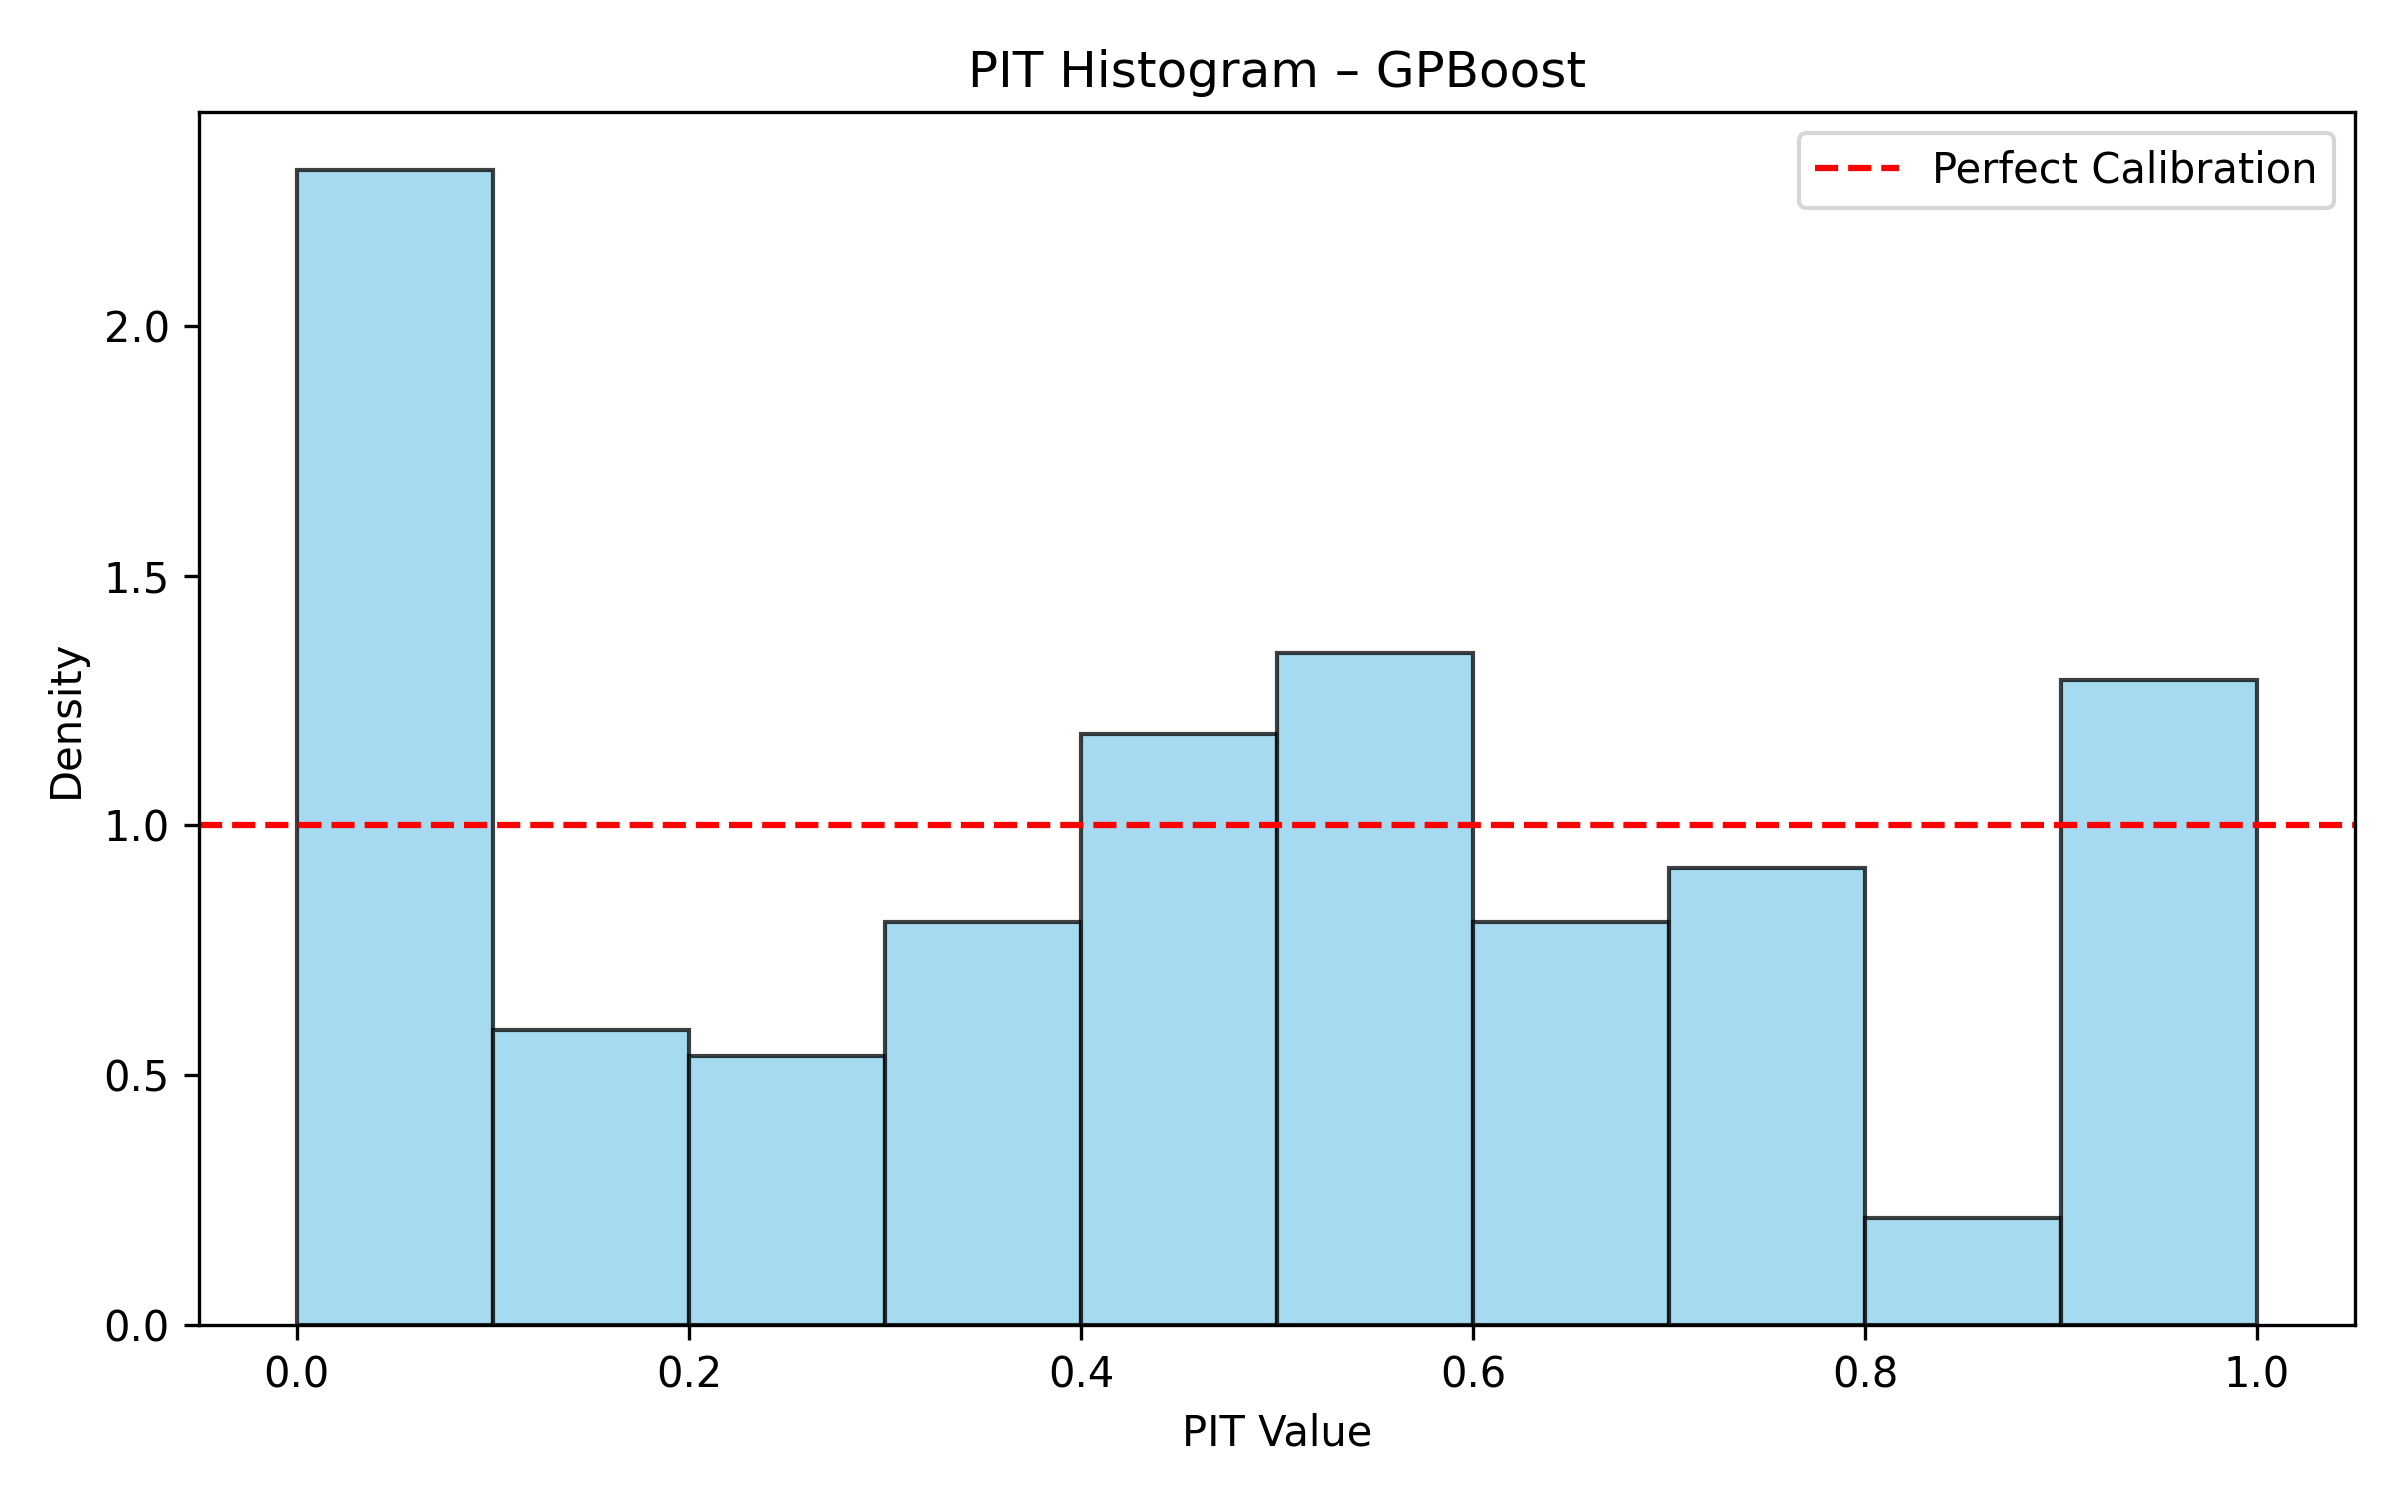 PIT Histogram – GPBoost
Perfect Calibration
Density
2.0
1.5
1.0
0.5
0.0
0.0 0.2 0.4 0.6 0.8 1.0
PIT Value